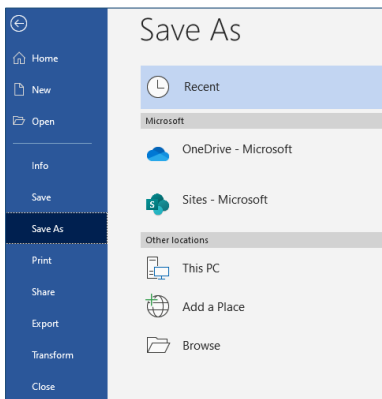 Save As
Home
New
Open
Info
Save
Save As
Print
Share
Export
Transform
Close
Recent
Microsoft
OneDrive - Microsoft
S
Sites - Microsoft
Other locations
This PC
Add a Place
Browse